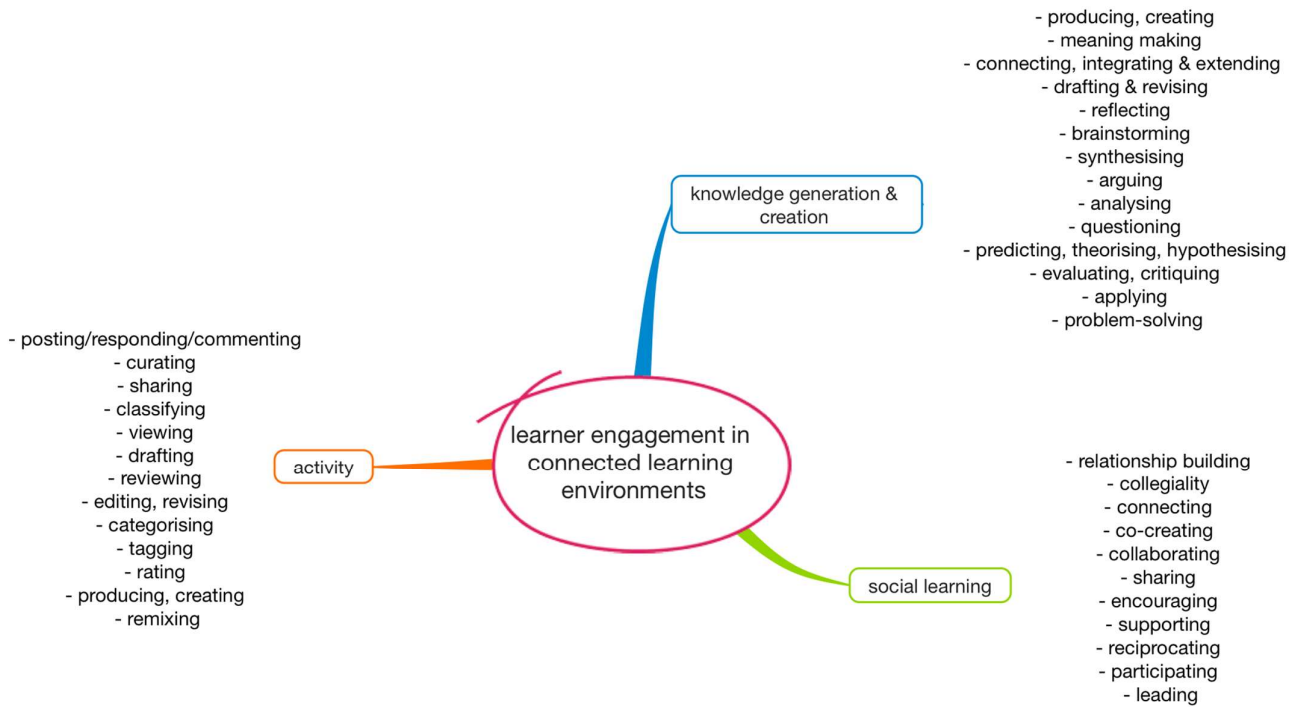 - producing, creating
- meaning making
- connecting, integrating & extending
- drafting & revising
- reflecting
- brainstorming
- synthesising
- arguing
- analysing
- questioning
- predicting, theorising, hypothesising
- evaluating, critiquing
- applying
- problem-solving
knowledge generation &
creation
- posting/responding/commenting
- curating
- sharing
- classifying
- viewing
- drafting
- reviewing
- editing, revising
- categorising
- tagging
- rating
- producing, creating
- remixing
activity
learner engagement in
connected learning
environments
social learning
- relationship building
- collegiality
- connecting
- co-creating
- collaborating
- sharing
- encouraging
- supporting
- reciprocating
- participating
- leading